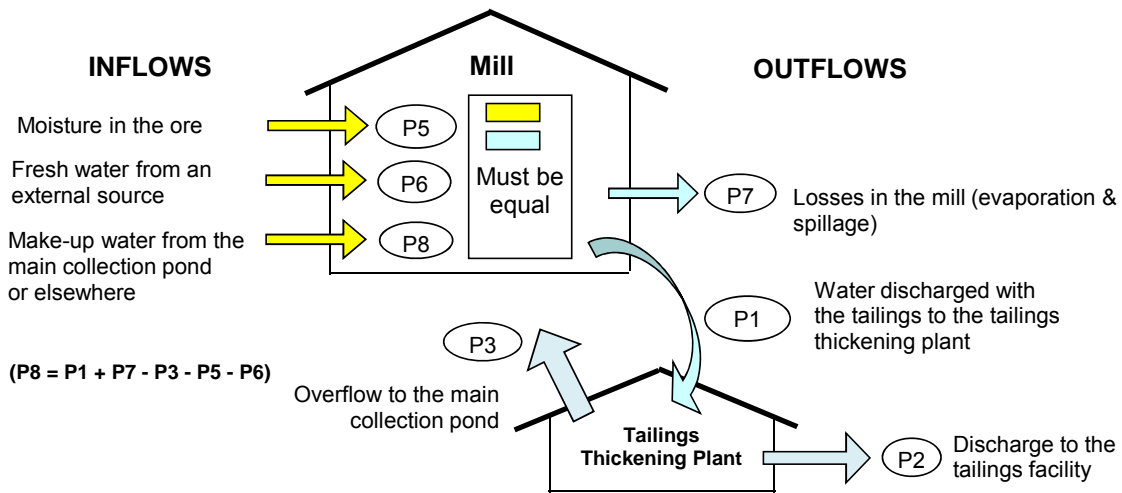 INFLOWS
Mill
OUTFLOWS
Moisture in the ore
P5
Fresh water from an
external source
P6
Must be
equal
P7
Losses in the mill (evaporation &
spillage)
Make-up water from the
main collection pond
or elsewhere
P8
Water discharged with
the tailings to the tailings
thickening plant
P1
P3
(P8 = P1 + P7 - P3 - P5 - P6)
Overflow to the main
collection pond
Tailings
Thickening Plant
P2
Discharge to the
tailings facility